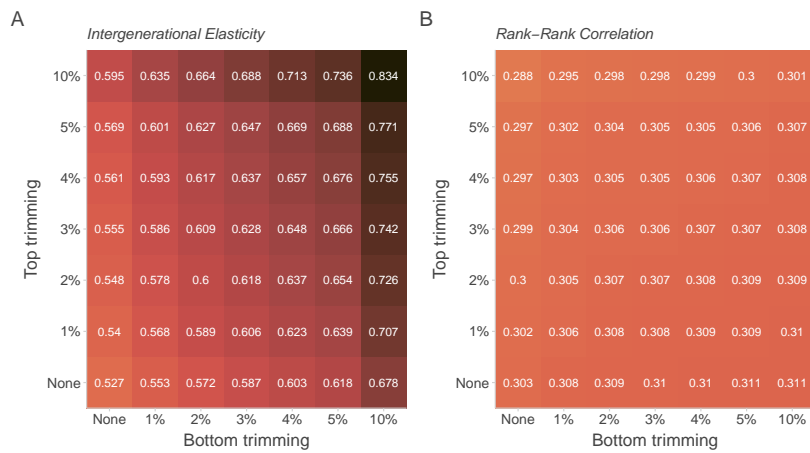 A
Intergenerational Elasticity
Top trimming
10% 0.595 0.635 0.664 0.688 0.713 0.736 0.834
5% 0.569 0.601 0.627 0.647 0.669 0.688 0.771
4% 0.561 0.593 0.617 0.637 0.657 0.676 0.755
3% 0.555 0.586 0.609 0.628 0.648 0.666 0.742
2% 0.548 0.578 0.6 0.618 0.637 0.654 0.726
1% 0.54 0.568 0.589 0.606 0.623 0.639 0.707
None 0.527 0.553 0.572 0.587 0.603 0.618 0.678
None 1% 2% 3% 4% 5% 10%
Bottom trimming
B
Rank−Rank Correlation
Top trimming
10% 0.288 0.295 0.298 0.298 0.299 0.3 0.301
5% 0.297 0.302 0.304 0.305 0.305 0.306 0.307
4% 0.297 0.303 0.305 0.305 0.306 0.307 0.308
3% 0.299 0.304 0.306 0.306 0.307 0.307 0.308
2% 0.3 0.305 0.307 0.307 0.308 0.309 0.309
1% 0.302 0.306 0.308 0.308 0.309 0.309 0.31
None 0.303 0.308 0.309 0.31 0.31 0.311 0.311
None 1% 2% 3% 4% 5% 10%
Bottom trimming